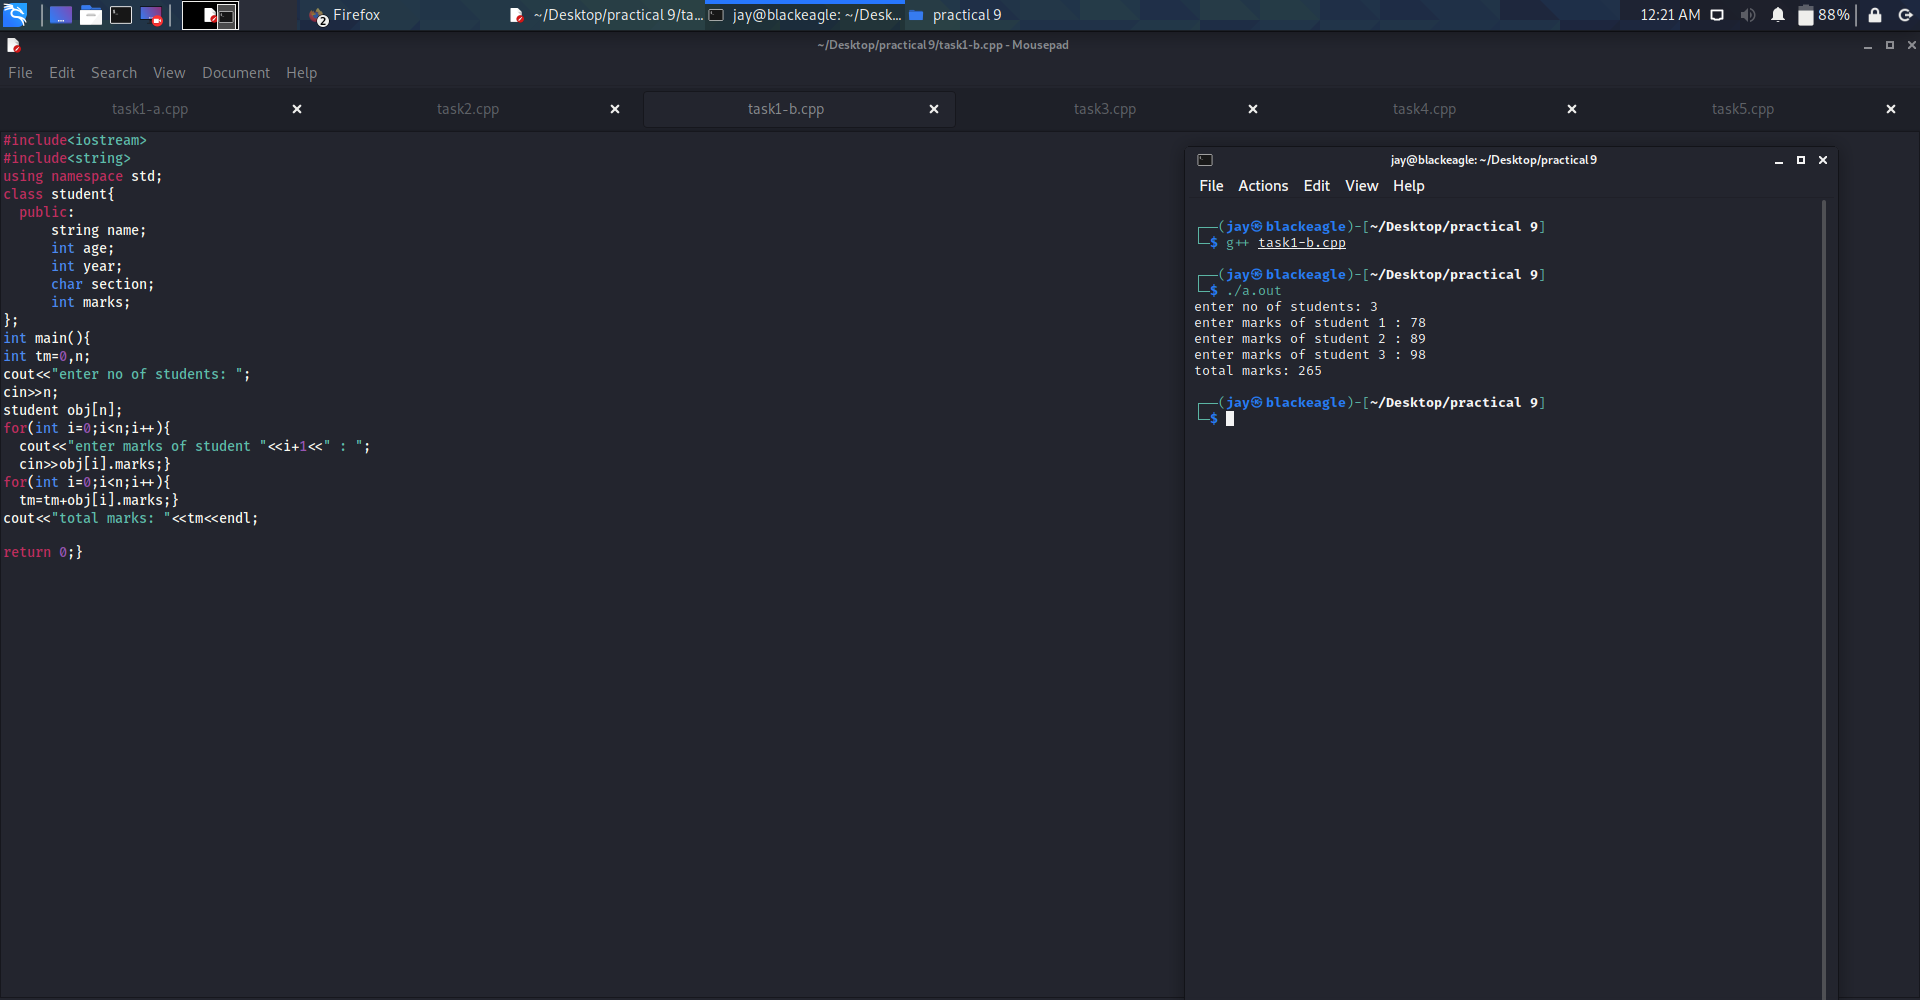 Firefox
2
~/Desktop/practical 9/ta...
jay@blackeagle: ~/Desk...
practical 9
12:21 AM
88%
~/Desktop/practical 9/task1-b.cpp - Mousepad
File Edit Search View Document Help
task1-a.cpp
task2.cpp
task1-b.cpp
task3.cpp
task4.cpp
task5.cpp
#include<iostream>
#include<string>
using namespace std;
class student{
  public:
      string name;
      int age;
      int year;
      char section;
      int marks;
};
int main(){
int tm=0,n;
cout<<"enter no of students: ";
cin>>n;
student obj[n];
for(int i=0;i<n;i++){
  cout<<"enter marks of student "<<i+1<<" : ";
  cin>>obj[i].marks;}
for(int i=0;i<n;i++){
  tm=tm+obj[i].marks;}
cout<<"total marks: "<<tm<<endl;
return 0;}
jay@blackeagle: ~/Desktop/practical 9
File Actions Edit View Help
┌──(jay㉿blackeagle)-[~/Desktop/practical 9]
└─$ g++ task1-b.cpp
┌──(jay㉿blackeagle)-[~/Desktop/practical 9]
└─$ ./a.out
enter no of students: 3
enter marks of student 1 : 78
enter marks of student 2 : 89
enter marks of student 3 : 98
total marks: 265
┌──(jay㉿blackeagle)-[~/Desktop/practical 9]
└─$